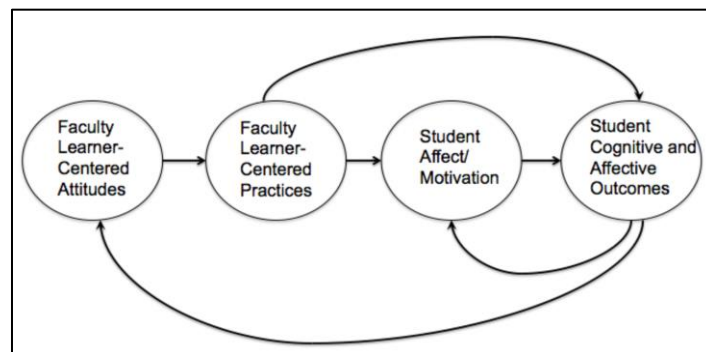 Faculty
Learner-
Centered
Attitudes
Faculty
Learner-
Centered
Practices
Student
Affect/
Motivation
Student
Cognitive and
Affective
Outcomes